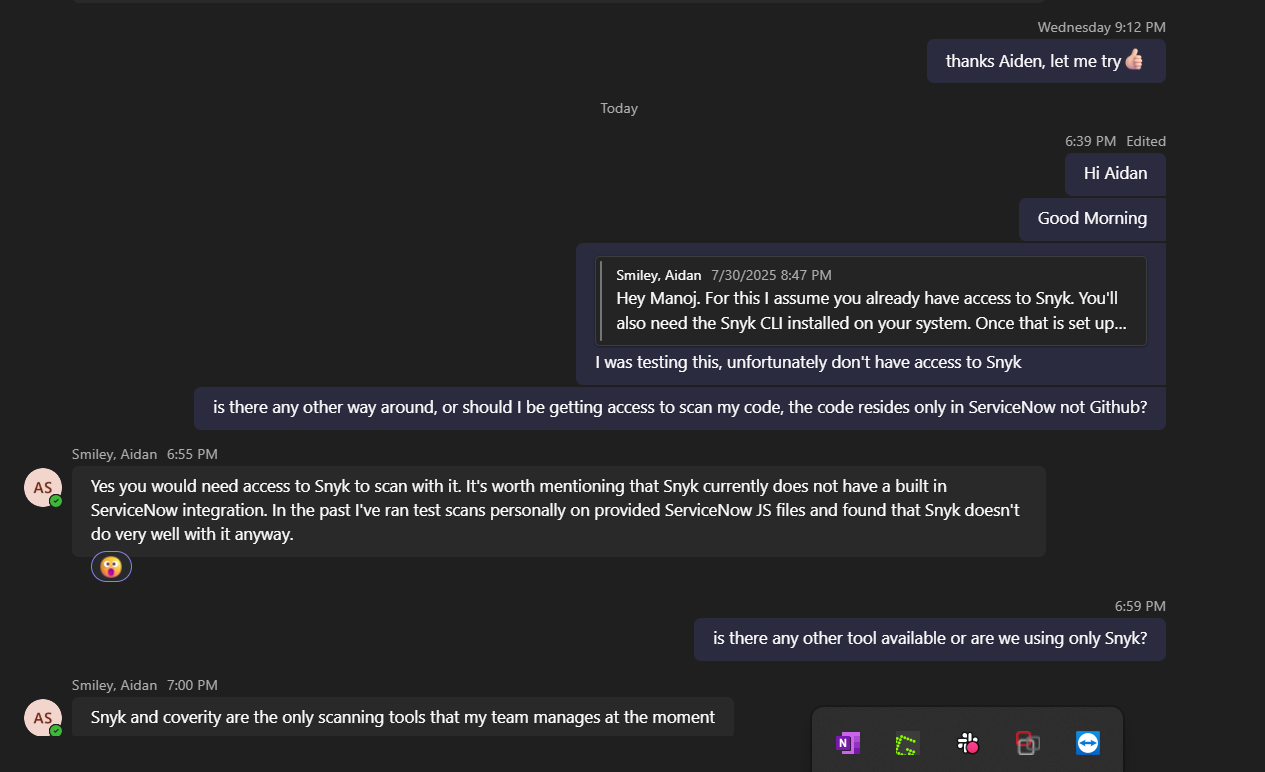 Wednesday 9:12 PM
thanks Aiden, let me try👍
Today
6:39 PM Edited
Hi Aidan
Good Morning
Smiley, Aidan 7/30/2025 8:47 PM
Hey Manoj. For this I assume you already have access to Snyk. You'll
also need the Snyk CLI installed on your system. Once that is set up...
I was testing this, unfortunately don't have access to Snyk
is there any other way around, or should I be getting access to scan my code, the code resides only in ServiceNow not Github?
Smiley, Aidan 6:55 PM
AS
Yes you would need access to Snyk to scan with it. It's worth mentioning that Snyk currently does not have a built in
ServiceNow integration. In the past I've ran test scans personally on provided ServiceNow JS files and found that Snyk doesn't
do very well with it anyway.
6:59 PM
is there any other tool available or are we using only Snyk?
Smiley, Aidan 7:00 PM
AS
Snyk and coverity are the only scanning tools that my team manages at the moment
N